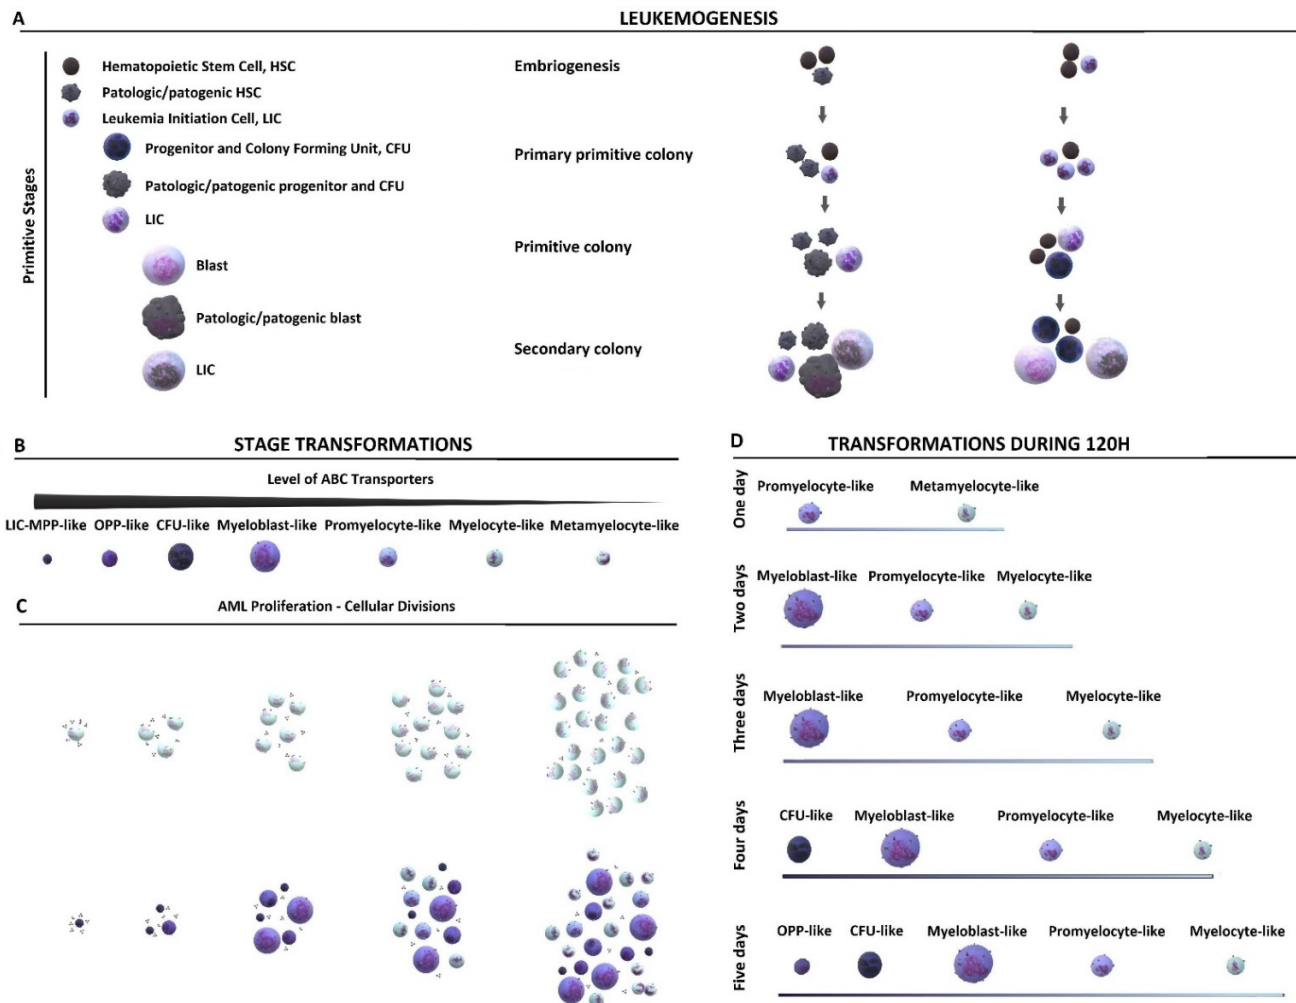 A
LEUKEMOGENESIS
Primitive Stages
Hematopoietic Stem Cell, HSC
Patologic/patogenic HSC
Leukemia Initiation Cell, LIC
Progenitor and Colony Forming Unit, CFU
Patologic/patogenic progenitor and CFU
LIC
Blast
Patologic/patogenic blast
LIC
Embriogenesis
Primary primitive colony
Primitive colony
Secondary colony
B
STAGE TRANSFORMATIONS
Level of ABC Transporters
LIC-MPP-like OPP-like CFU-like Myeloblast-like Promyelocyte-like Myelocyte-like Metamyelocyte-like
C
AML Proliferation - Cellular Divisions
D
TRANSFORMATIONS DURING 120H
One day
Promyelocyte-like Metamyelocyte-like
Two days
Myeloblast-like Promyelocyte-like Myelocyte-like
Three days
Myeloblast-like Promyelocyte-like Myelocyte-like
Four days
CFU-like Myeloblast-like Promyelocyte-like Myelocyte-like
Five days
OPP-like CFU-like Myeloblast-like Promyelocyte-like Myelocyte-like